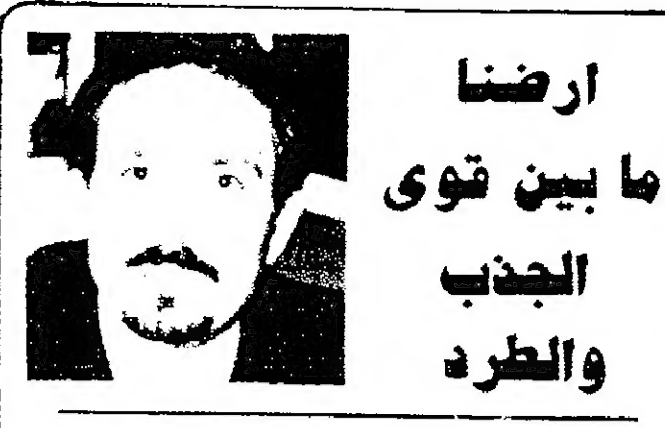 ارضنا
ما بين قوى
الجذب
والطرد